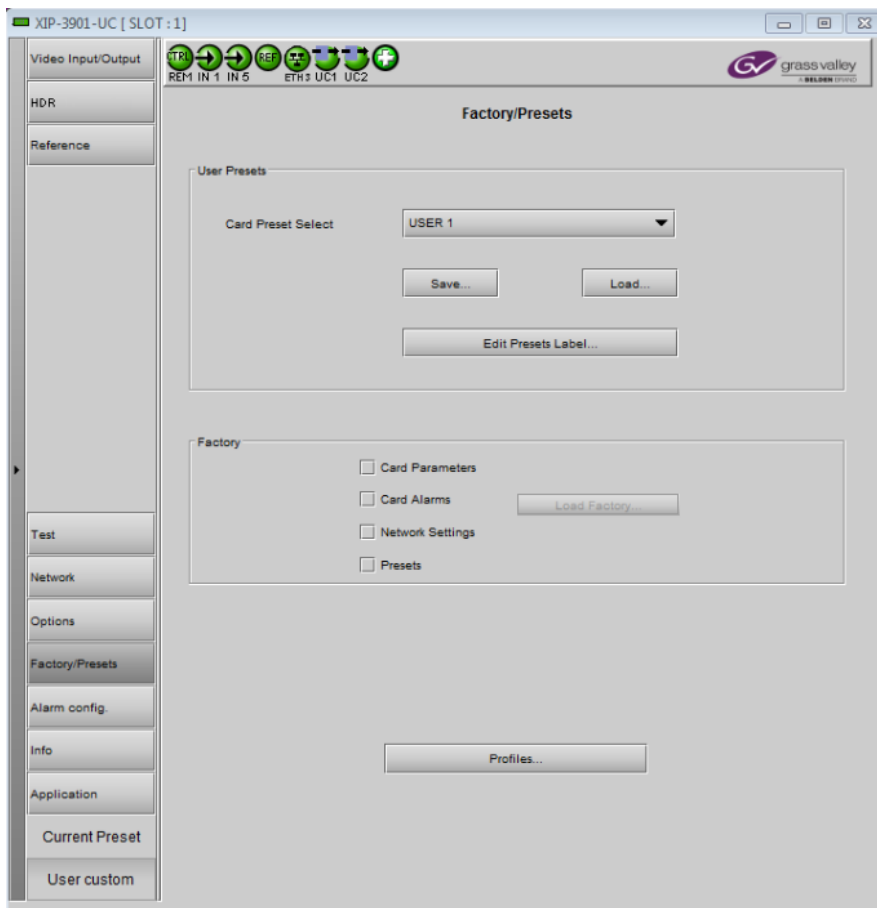 XIP-3901-UC [ SLOT : 1]
Video Input/Output
HDR
Reference
CTRL REF
REM IN 1 IN 5 ETH3 UC1 UC2
GV grass valley
A BELDEN BRAND
Factory/Presets
User Presets
Card Preset Select USER 1
Save... Load...
Edit Presets Label...
Factory
Card Parameters
Card Alarms Load Factory...
Network Settings
Presets
Test
Network
Options
Factory/Presets
Alarm config.
Info
Application
Profiles...
Current Preset
User custom